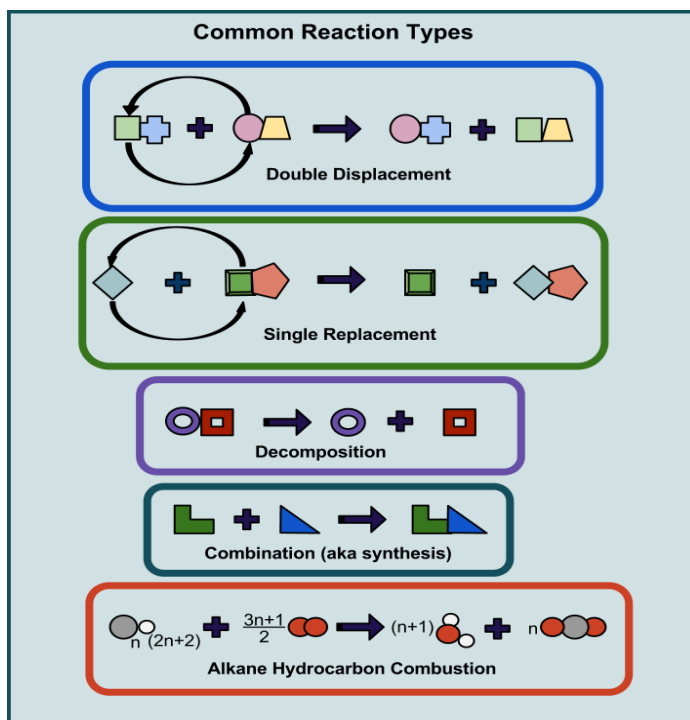 Common Reaction Types
Double Displacement
Single Replacement
Decomposition
Combination (aka synthesis)
n (2n+2) 3n+1/2 (n+1) n
Alkane Hydrocarbon Combustion